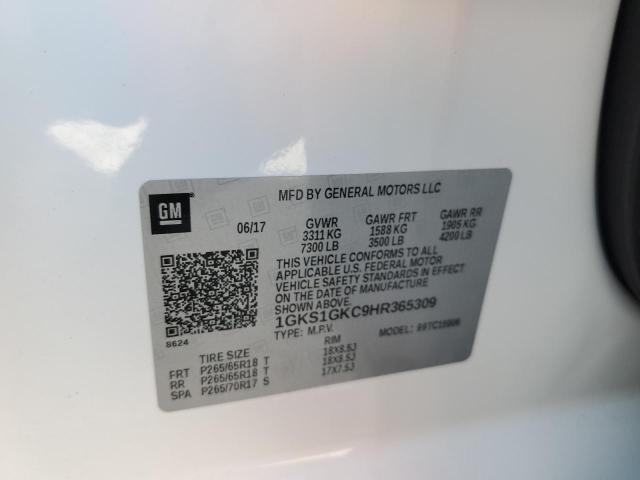 GM
MFD BY GENERAL MOTORS LLC
06/17 GVWR GAWR FRT GAWR RR
3311 KG 1588 KG 1905 KG
7300 LB 3500 LB 4200 LB
THIS VEHICLE CONFORMS TO ALL
APPLICABLE U.S. FEDERAL MOTOR
VEHICLE SAFETY STANDARDS IN EFFECT
ON THE DATE OF MANUFACTURE
SHOWN ABOVE.
1GKS1GKC9HR365309
8624
TYPE: M.P.V. MODEL:
TIRE SIZE RIM
FRT P265/65R18 T 18X8.5J
RR P265/65R18 T 18X8.5J
SPA P265/70R17 S 17X7.5J